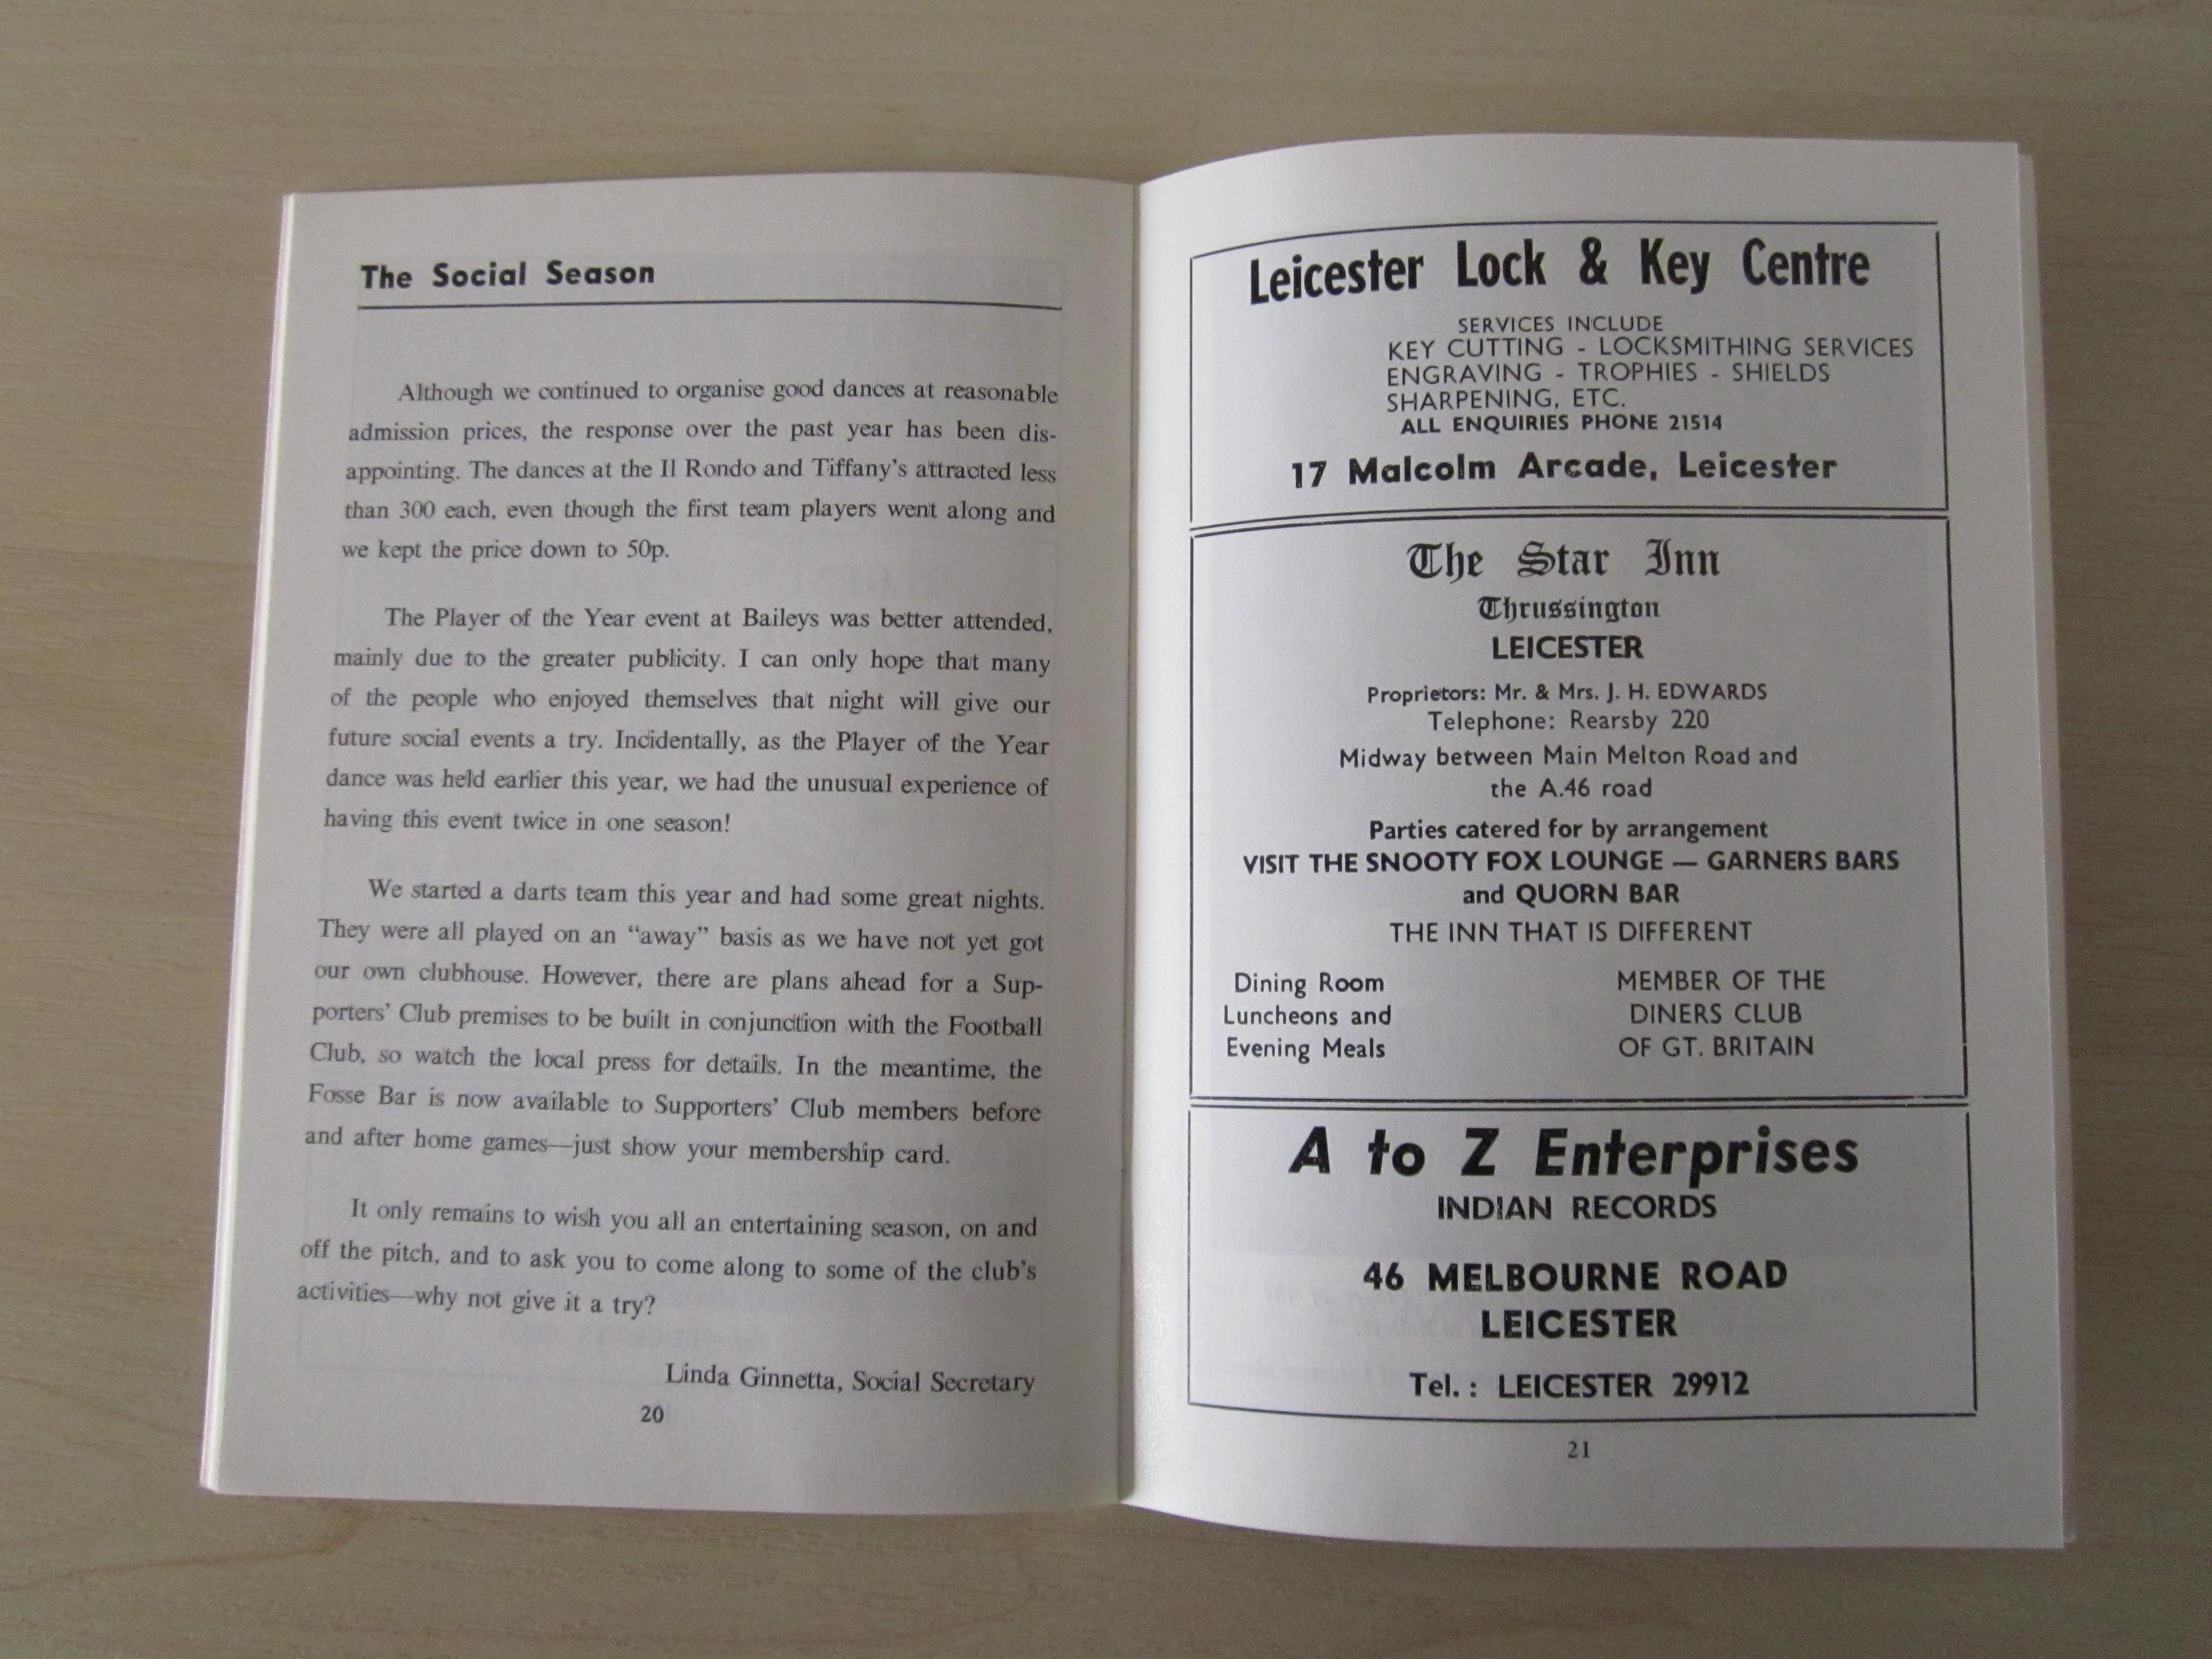 The Social Season
Although we continued to organise good dances at reasonable
admission prices, the response over the past year has been dis-
appointing. The dances at the Il Rondo and Tiffany's attracted less
than 300 each, even though the first team players went along and
we kept the price down to 50p.
The Player of the Year event at Baileys was better attended,
mainly due to the greater publicity. I can only hope that many
of the people who enjoyed themselves that night will give our
future social events a try. Incidentally, as the Player of the Year
dance was held earlier this year, we had the unusual experience of
having this event twice in one season!
We started a darts team this year and had some great nights.
They were all played on an “away” basis as we have not yet got
our own clubhouse. However, there are plans ahead for a Sup-
porters' Club premises to be built in conjunction with the Football
Club, so watch the local press for details. In the meantime, the
Fosse Bar is now available to Supporters' Club members before
and after home games—just show your membership card.
It only remains to wish you all an entertaining season, on and
off the pitch, and to ask you to come along to some of the club's
activities—why not give it a try?
Linda Ginnetta, Social Secretary
20
Leicester Lock & Key Centre
SERVICES INCLUDE
KEY CUTTING - LOCKSMITHING SERVICES
ENGRAVING - TROPHIES - SHIELDS
SHARPENING, ETC.
ALL ENQUIRIES PHONE 21514
17 Malcolm Arcade, Leicester
The Star Inn
Thrussington
LEICESTER
Proprietors: Mr. & Mrs. J. H. EDWARDS
Telephone: Rearsby 220
Midway between Main Melton Road and
the A.46 road
Parties catered for by arrangement
VISIT THE SNOOTY FOX LOUNGE — GARNERS BARS
and QUORN BAR
THE INN THAT IS DIFFERENT
Dining Room
Luncheons and
Evening Meals
MEMBER OF THE
DINERS CLUB
OF GT. BRITAIN
A to Z Enterprises
INDIAN RECORDS
46 MELBOURNE ROAD
LEICESTER
Tel. : LEICESTER 29912
21